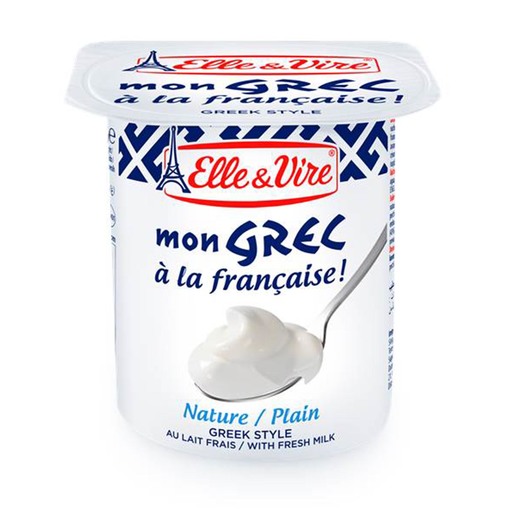 Elle & Vire
mon GREC
à la française !
GREEK STYLE
Elle & Vire
mon GREC
à la française !
Nature / Plain
GREEK STYLE
AU LAIT FRAIS / WITH FRESH MILK